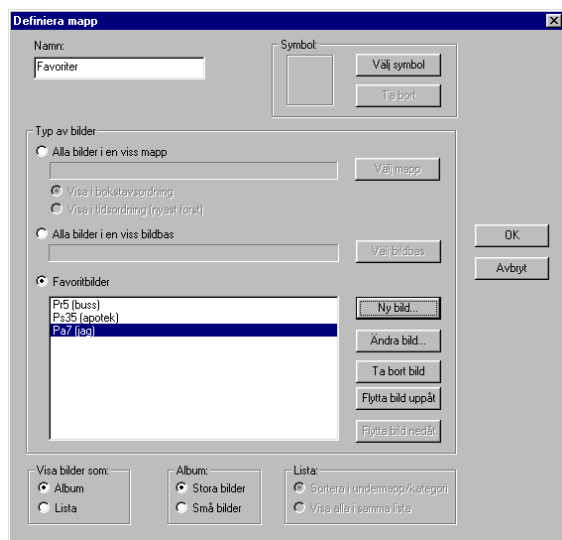 Definiera mapp
Namn:
Favoriter
Symbol:
Välj symbol
Ta bort
Typ av bilder
Alla bilder i en viss mapp
Välj mapp
Visa i bokstavsordning
Visa i tidsordning (nyast först)
Alla bilder i en viss bildbas
Välj bildbas
OK
Avbryt
Favoritbilder
Pr5 (buss)
Ps35 (apotek)
Pa7 (jag)
Ny bild...
Ändra bild...
Ta bort bild
Flytta bild uppåt
Flytta bild nedåt
Visa bilder som:
Album
Lista
Album:
Stora bilder
Små bilder
Lista:
Sortera i undermapp/kategori
Visa alla i samma lista